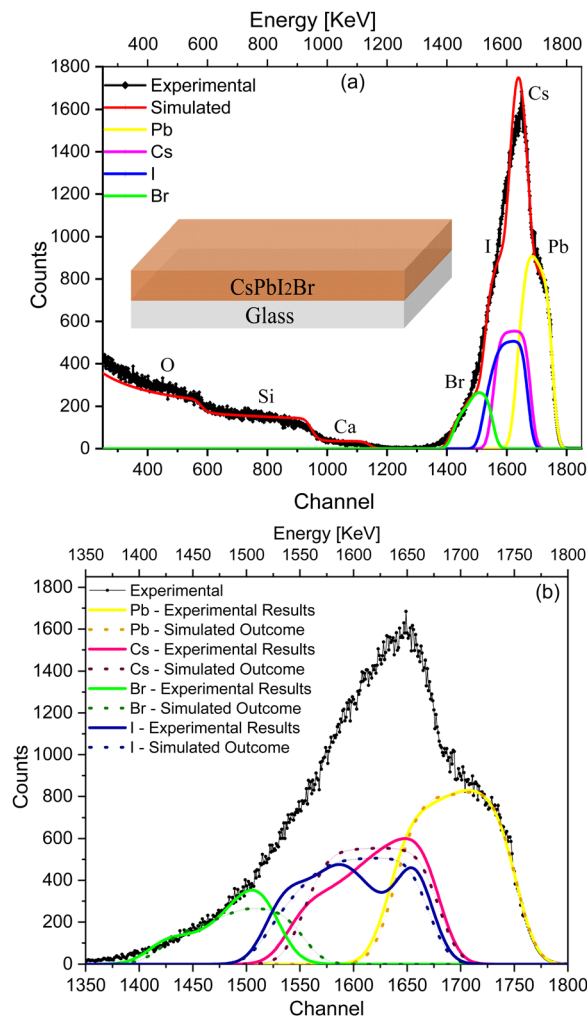 Energy [KeV]
400 600 800 1000 1200 1400 1600 1800
(a)
1800
1600
1400
1200
1000
800
600
400
200
0
Counts
Experimental
Simulated
Pb
Cs
I
Br
Cs
I
Pb
Br
O
Si
Ca
CsPbI2Br
Glass
400 600 800 1000 1200 1400 1600 1800
Channel
Energy [KeV]
1350 1400 1450 1500 1550 1600 1650 1700 1750 1800
(b)
1800
1600
1400
1200
1000
800
600
400
200
0
Counts
Experimental
Pb - Experimental Results
Pb - Simulated Outcome
Cs - Experimental Results
Cs - Simulated Outcome
Br - Experimental Results
Br - Simulated Outcome
I - Experimental Results
I - Simulated Outcome
1350 1400 1450 1500 1550 1600 1650 1700 1750 1800
Channel